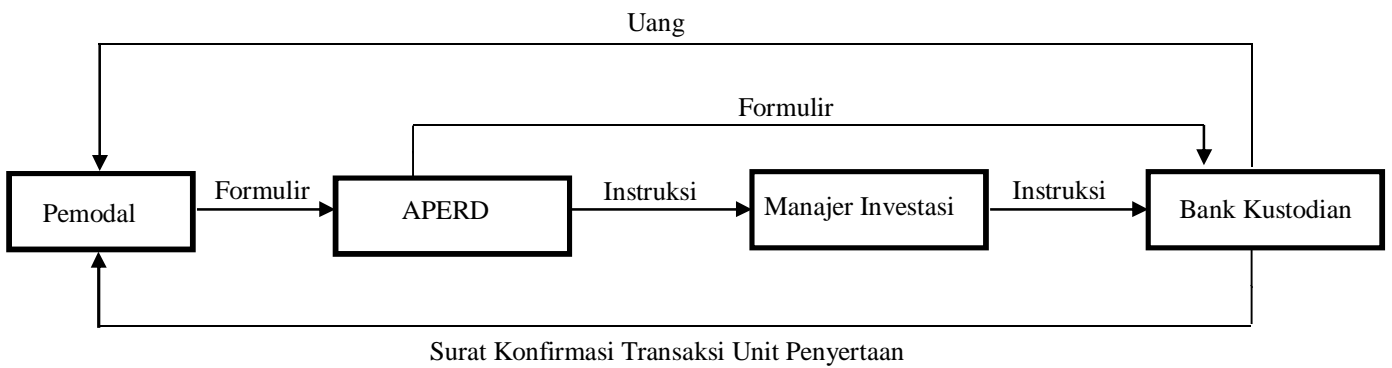 Uang
Formulir
Pemodal
Formulir
APERD
Instruksi
Manajer Investasi
Instruksi
Bank Kustodian
Surat Konfirmasi Transaksi Unit Penyertaan